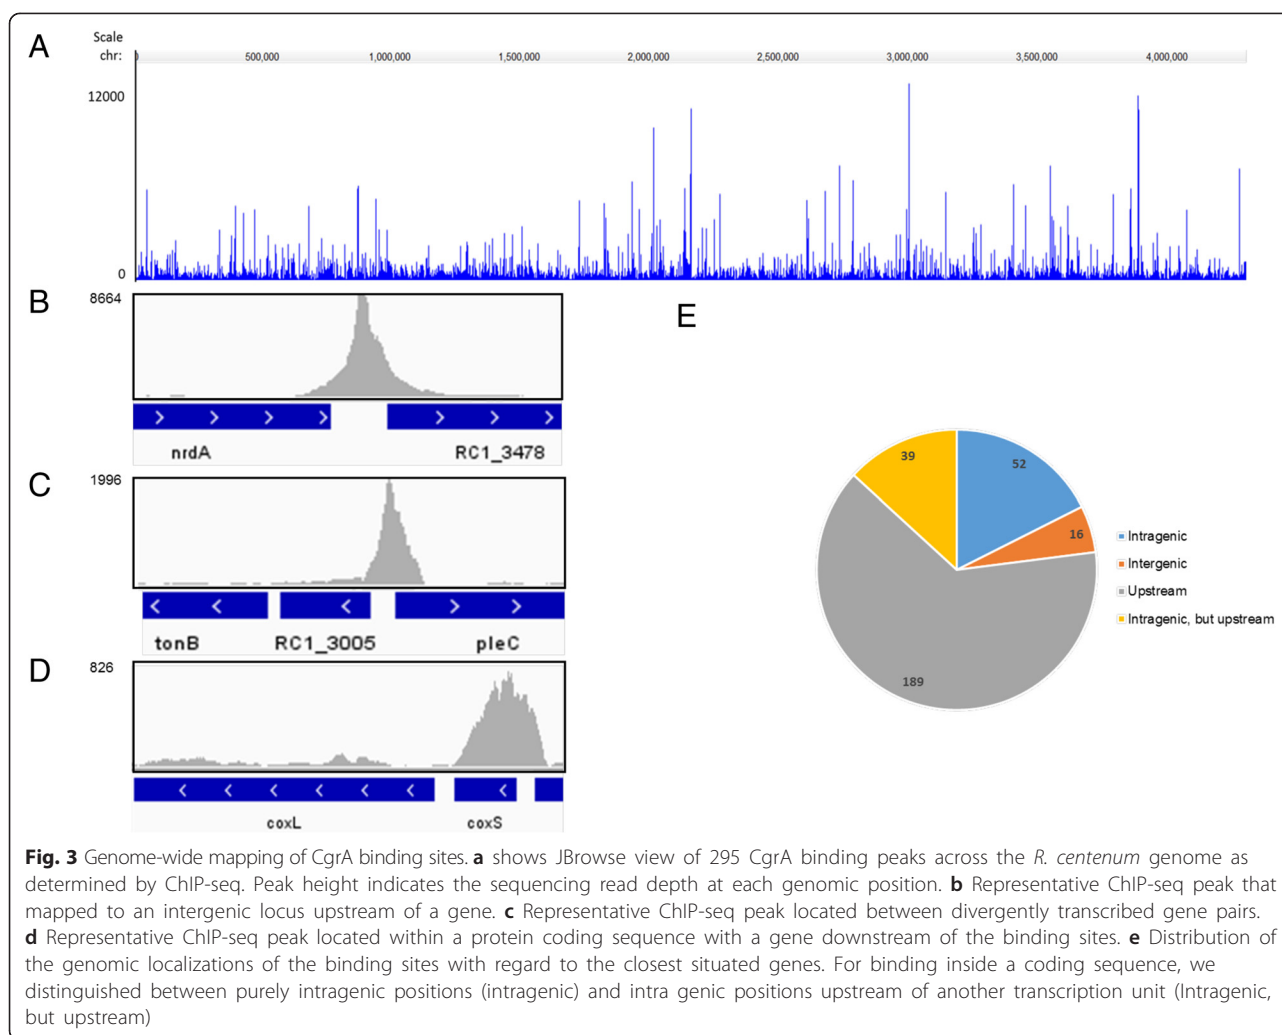 A
Scale
chr:
500,000
1,000,000
1,500,000
2,000,000
2,500,000
3,000,000
3,500,000
4,000,000
12000
0
B
8664
nrdA
RC1_3478
C
1996
tonB
RC1_3005
pleC
D
826
coxL
coxS
E
39
52
16
189
Intragenic
Intergenic
Upstream
Intragenic, but upstream
Fig. 3 Genome-wide mapping of CgrA binding sites. a shows JBrowse view of 295 CgrA binding peaks across the R. centenum genome as
determined by ChIP-seq. Peak height indicates the sequencing read depth at each genomic position. b Representative ChIP-seq peak that
mapped to an intergenic locus upstream of a gene. c Representative ChIP-seq peak located between divergently transcribed gene pairs.
d Representative ChIP-seq peak located within a protein coding sequence with a gene downstream of the binding sites. e Distribution of
the genomic localizations of the binding sites with regard to the closest situated genes. For binding inside a coding sequence, we
distinguished between purely intragenic positions (intragenic) and intra genic positions upstream of another transcription unit (Intragenic,
but upstream)